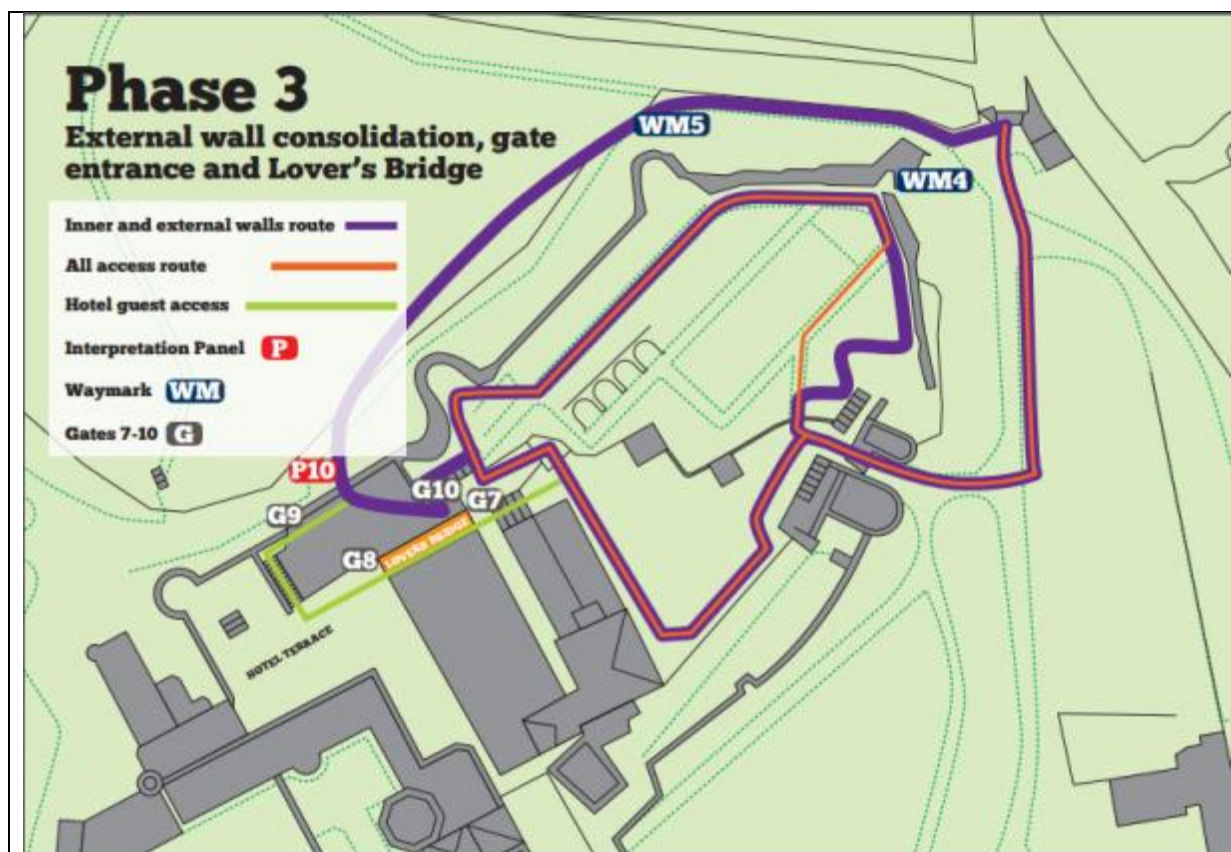 Phase 3
External wall consolidation, gate
entrance and Lover's Bridge
Inner and external walls route
All access route
Hotel guest access
Interpretation Panel P
Waymark WM
Gates 7-10 G
WM5
WM4
P10
G10
G7
G9
G8
LOVERS BRIDGE
HOTEL TERRACE